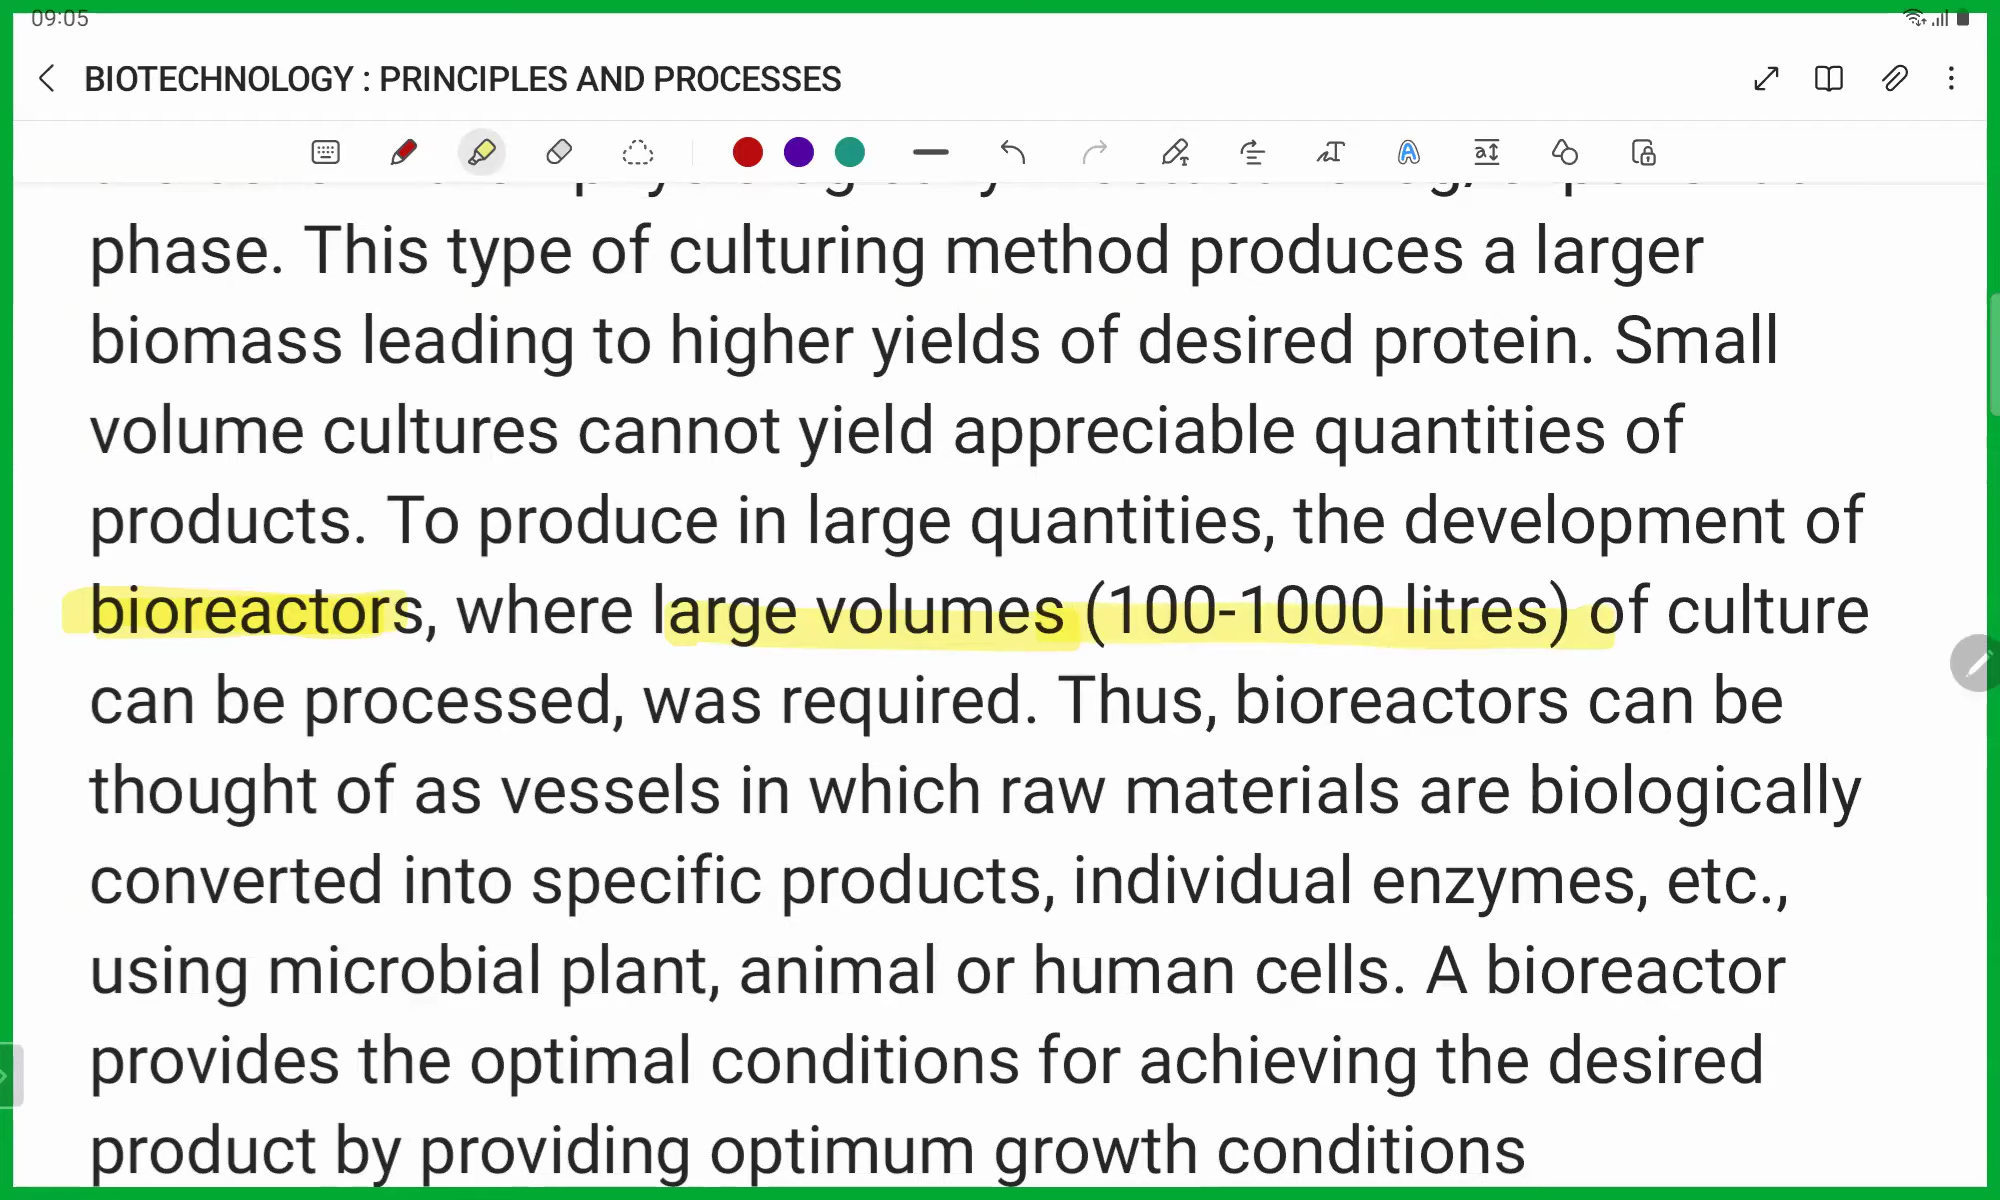 09:05
BIOTECHNOLOGY : PRINCIPLES AND PROCESSES
phase. This type of culturing method produces a larger
biomass leading to higher yields of desired protein. Small
volume cultures cannot yield appreciable quantities of
products. To produce in large quantities, the development of
bioreactors, where large volumes (100-1000 litres) of culture
can be processed, was required. Thus, bioreactors can be
thought of as vessels in which raw materials are biologically
converted into specific products, individual enzymes, etc.,
using microbial plant, animal or human cells. A bioreactor
provides the optimal conditions for achieving the desired
product by providing optimum growth conditions